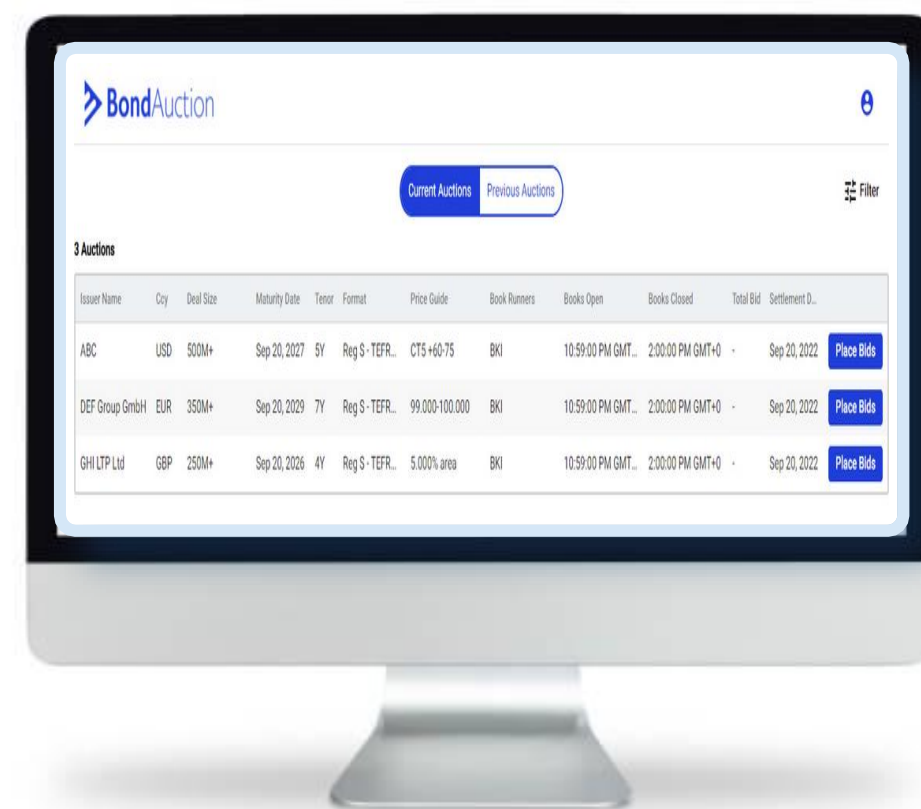 BondAuction
Current Auctions Previous Auctions
Filter
3 Auctions
Issuer Name Ccy Deal Size Maturity Date Tenor Format Price Guide Book Runners Books Open Books Closed Total Bid Settlement D...
ABC USD 500M+ Sep 20, 2027 5Y Reg S - TEFR... CT5 +60-75 BKI 10:59:00 PM GMT... 2:00:00 PM GMT+0 - Sep 20, 2022 Place Bids
DEF Group GmbH EUR 350M+ Sep 20, 2029 7Y Reg S - TEFR... 99.000-100.000 BKI 10:59:00 PM GMT... 2:00:00 PM GMT+0 - Sep 20, 2022 Place Bids
GHI LTP Ltd GBP 250M+ Sep 20, 2026 4Y Reg S - TEFR... 5.000% area BKI 10:59:00 PM GMT... 2:00:00 PM GMT+0 - Sep 20, 2022 Place Bids